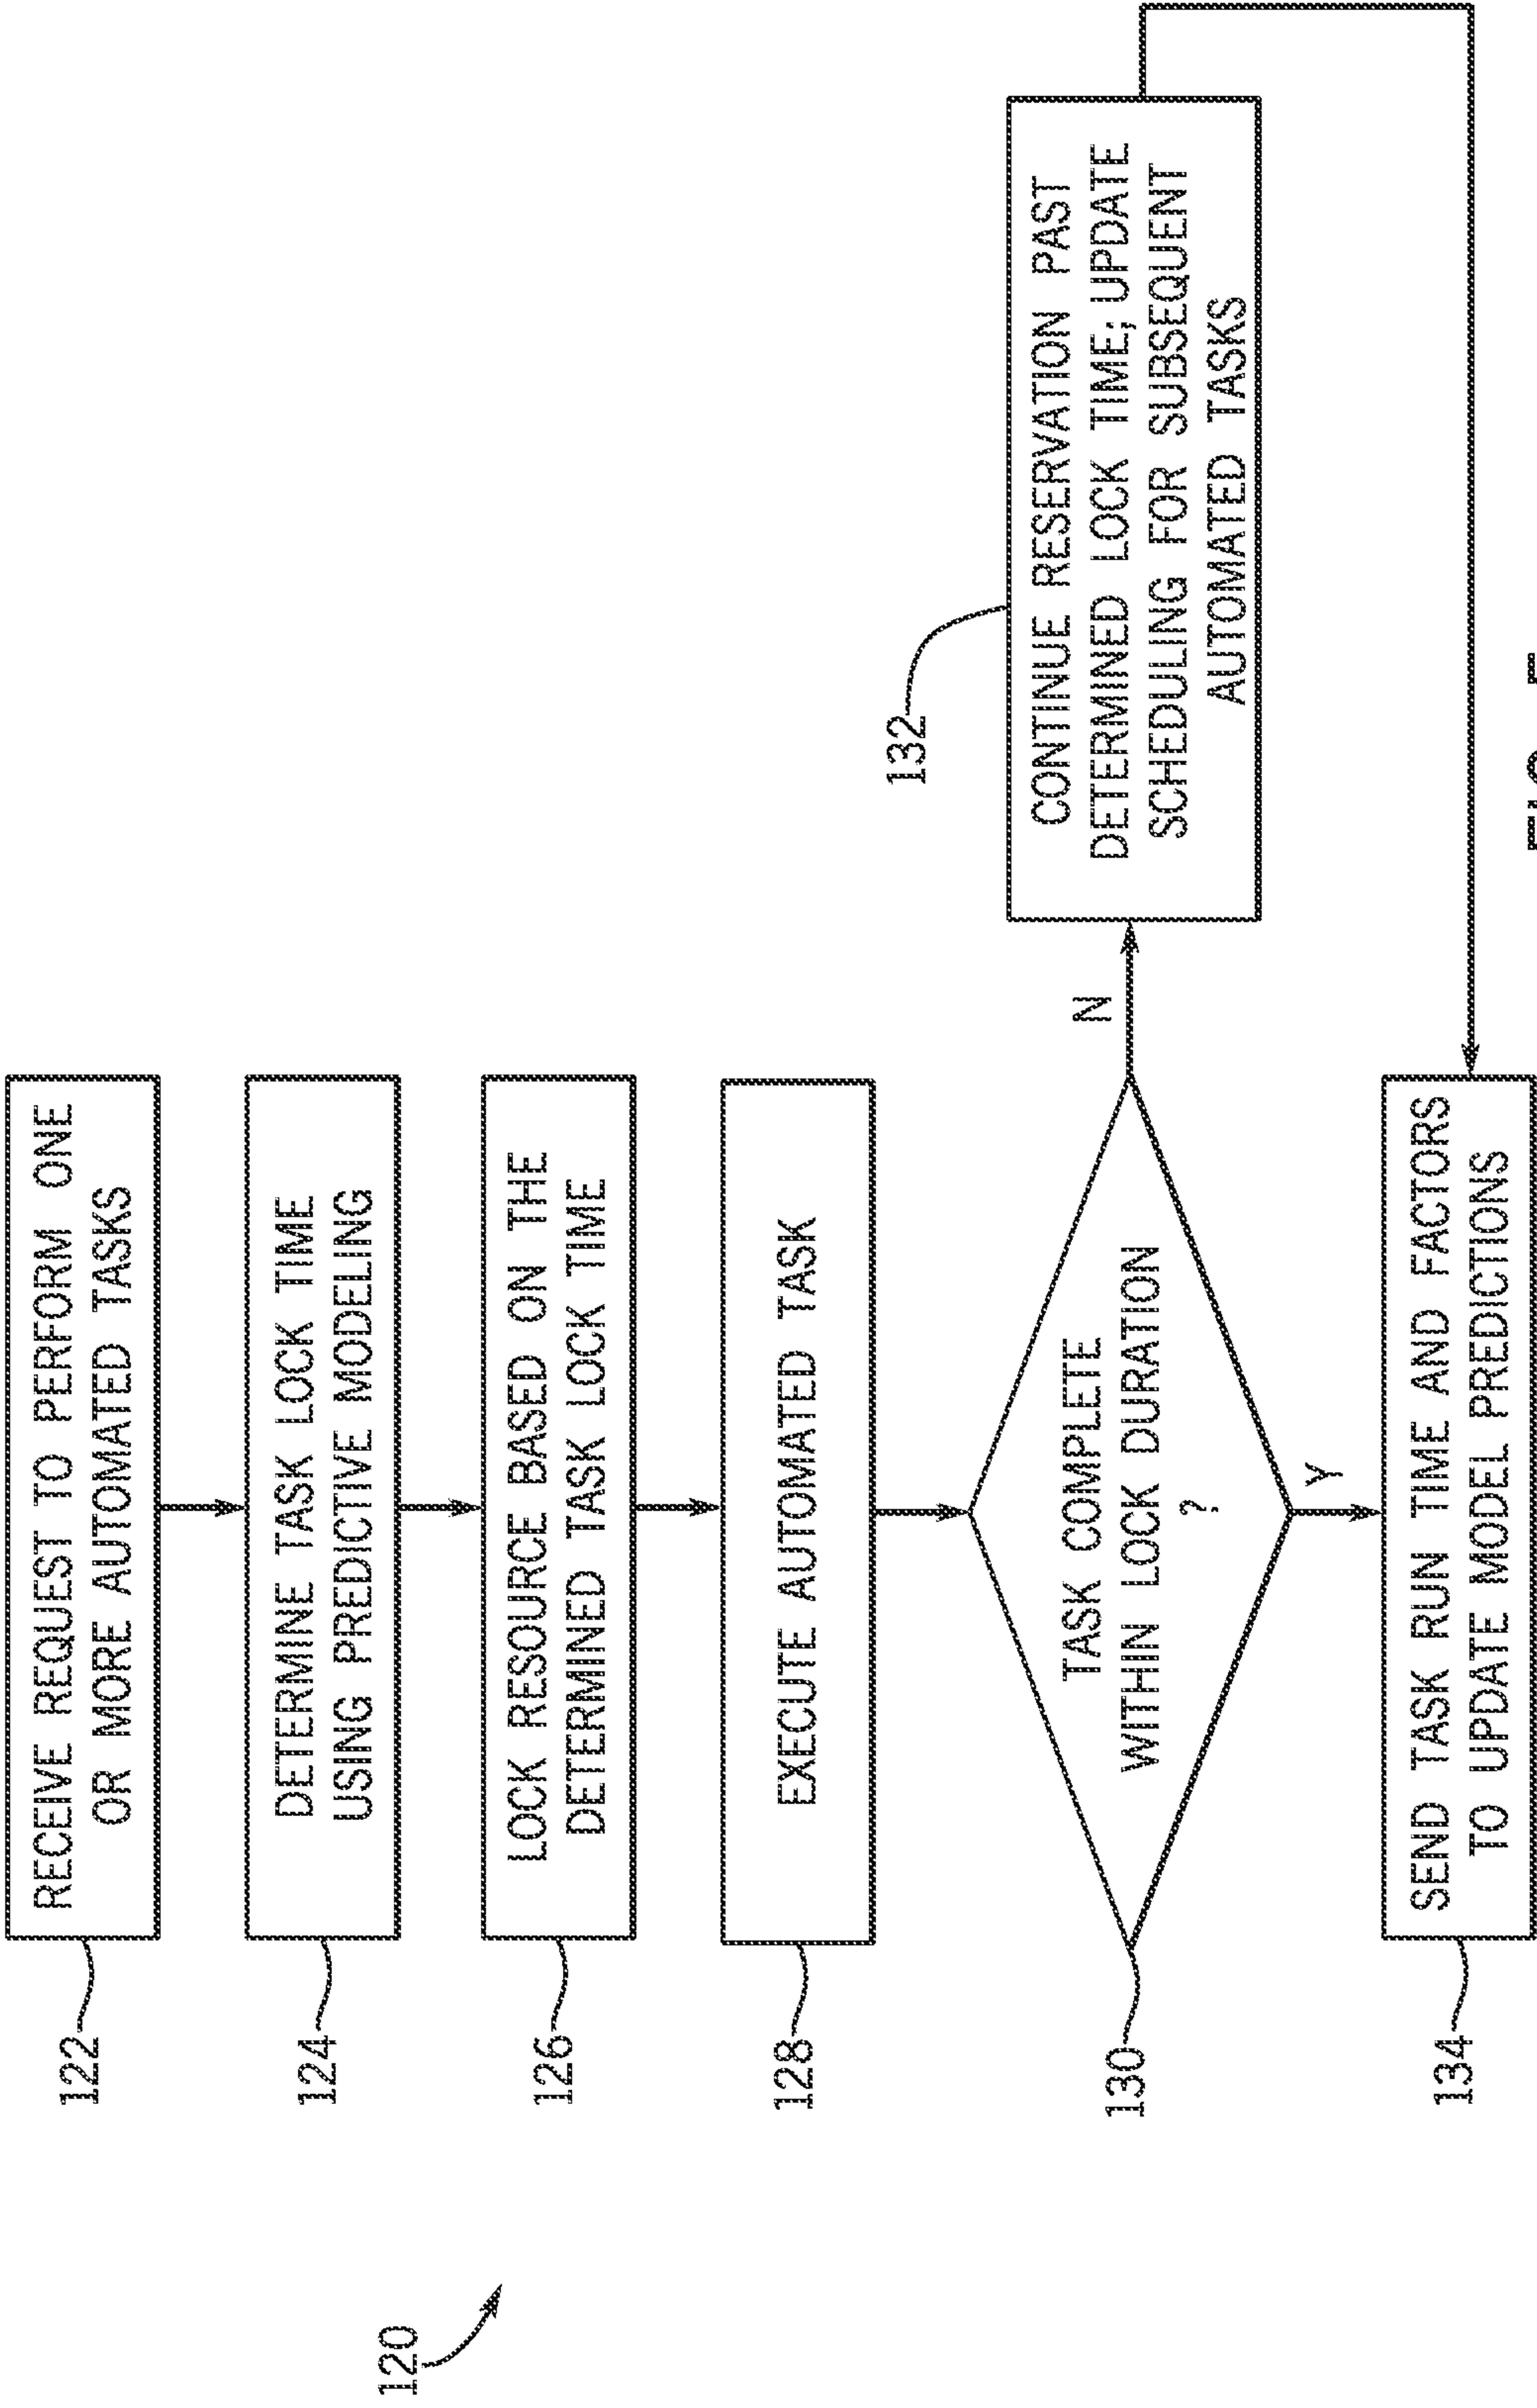 120
122
RECEIVE REQUEST TO PERFORM ONE
OR MORE AUTOMATED TASKS
124
DETERMINE TASK LOCK TIME
USING PREDICTIVE MODELING
126
LOCK RESOURCE BASED ON THE
DETERMINED TASK LOCK TIME
128
EXECUTE AUTOMATED TASK
130
TASK COMPLETE
WITHIN LOCK DURATION
?
N
132
CONTINUE RESERVATION PAST
DETERMINED LOCK TIME; UPDATE
SCHEDULING FOR SUBSEQUENT
AUTOMATED TASKS
Y
134
SEND TASK RUN TIME AND FACTORS
TO UPDATE MODEL PREDICTIONS